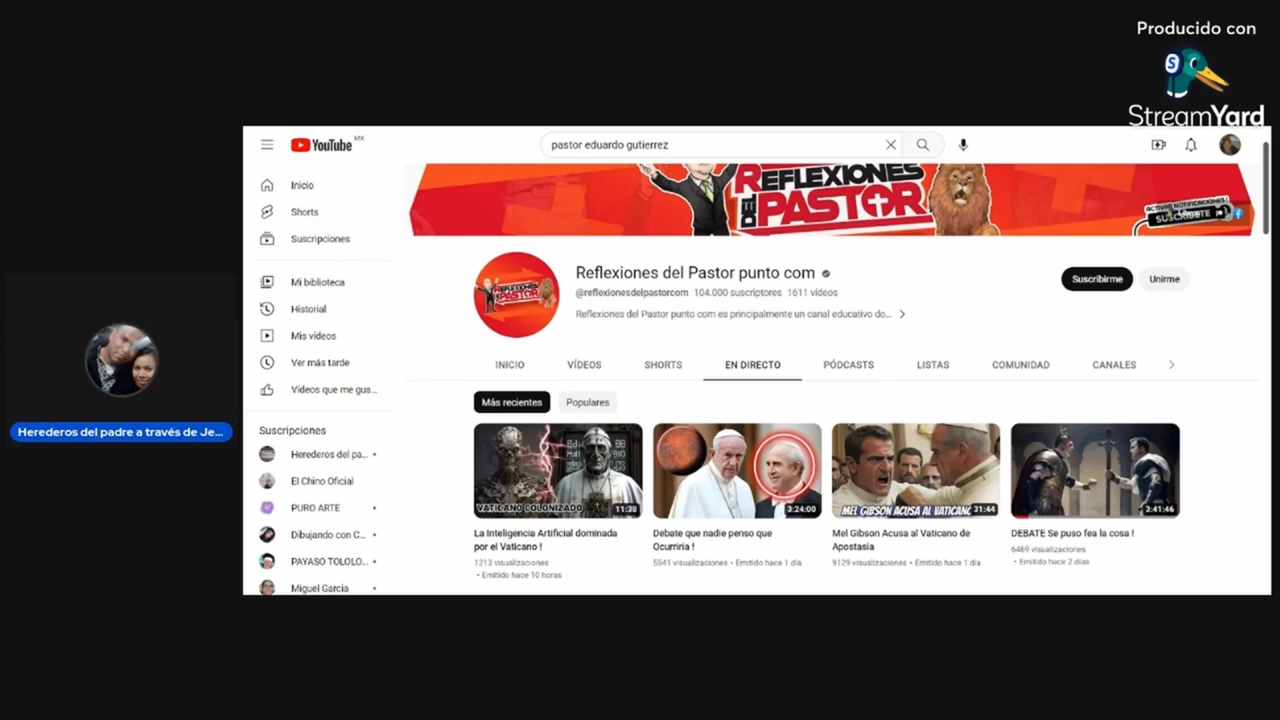 Producido con
StreamYard
YouTube MX
pastor eduardo gutierrez
Inicio
Shorts
Suscripciones
Mi biblioteca
Historial
Mis vídeos
Ver más tarde
Vídeos que me gus...
Suscripciones
Herederos del pa...
El Chino Oficial
PURO ARTE
Dibujando con C...
PAYASO TOLOLO...
Miguel Garcia
Herederos del padre a través de Je...
REFLEXIONES
DEL PASTOR
SUSCRIBETE
Reflexiones del Pastor punto com
@reflexionesdelpastorcom 104.000 suscriptores 1611 vídeos
Reflexiones del Pastor punto com es principalmente un canal educativo do...
Suscribirme
Unirme
INICIO
VÍDEOS
SHORTS
EN DIRECTO
PÓDCASTS
LISTAS
COMUNIDAD
CANALES
Más recientes
Populares
VATICANO COLONIZADO
11:38
La Inteligencia Artificial dominada
por el Vaticano !
1213 visualizaciones
• Emitido hace 10 horas
3:24:00
Debate que nadie penso que
Ocurriria !
5541 visualizaciones • Emitido hace 1 día
MEL GIBSON ACUSA AL VATICANO
31:44
Mel Gibson Acusa al Vaticano de
Apostasia
9129 visualizaciones • Emitido hace 1 día
3:41:46
DEBATE Se puso fea la cosa !
6469 visualizaciones
• Emitido hace 2 días